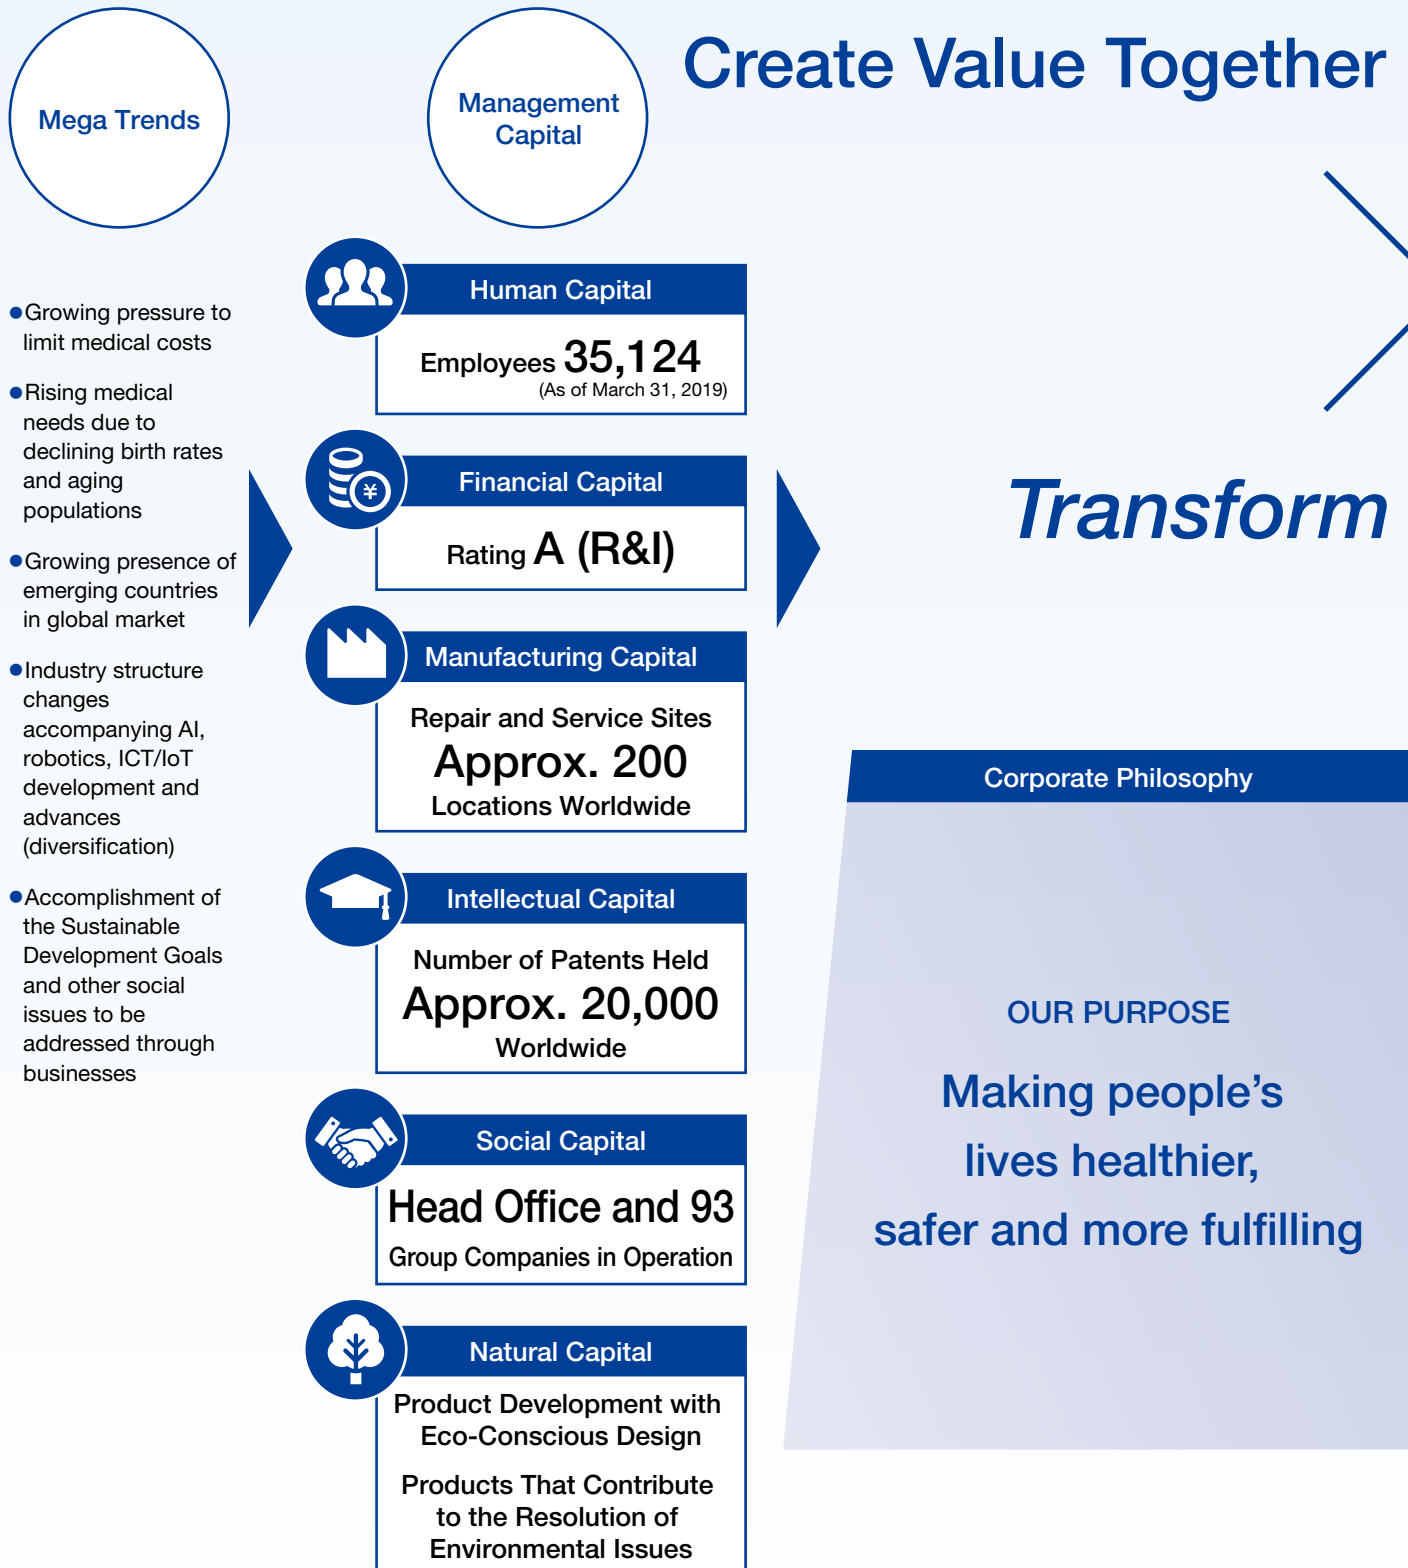 Create Value Together
Mega Trends
●Growing pressure to
limit medical costs
●Rising medical
needs due to
declining birth rates
and aging
populations
●Growing presence of
emerging countries
in global market
●Industry structure
changes
accompanying AI,
robotics, ICT/IoT
development and
advances
(diversification)
●Accomplishment of
the Sustainable
Development Goals
and other social
issues to be
addressed through
businesses
Management
Capital
Human Capital
Employees 35,124
(As of March 31, 2019)
¥
Financial Capital
Rating A (R&I)
Manufacturing Capital
Repair and Service Sites
Approx. 200
Locations Worldwide
Intellectual Capital
Number of Patents Held
Approx. 20,000
Worldwide
Social Capital
Head Office and 93
Group Companies in Operation
Natural Capital
Product Development with
Eco-Conscious Design
Products That Contribute
to the Resolution of
Environmental Issues
Transform
Corporate Philosophy
OUR PURPOSE
Making people’s
lives healthier,
safer and more fulfilling